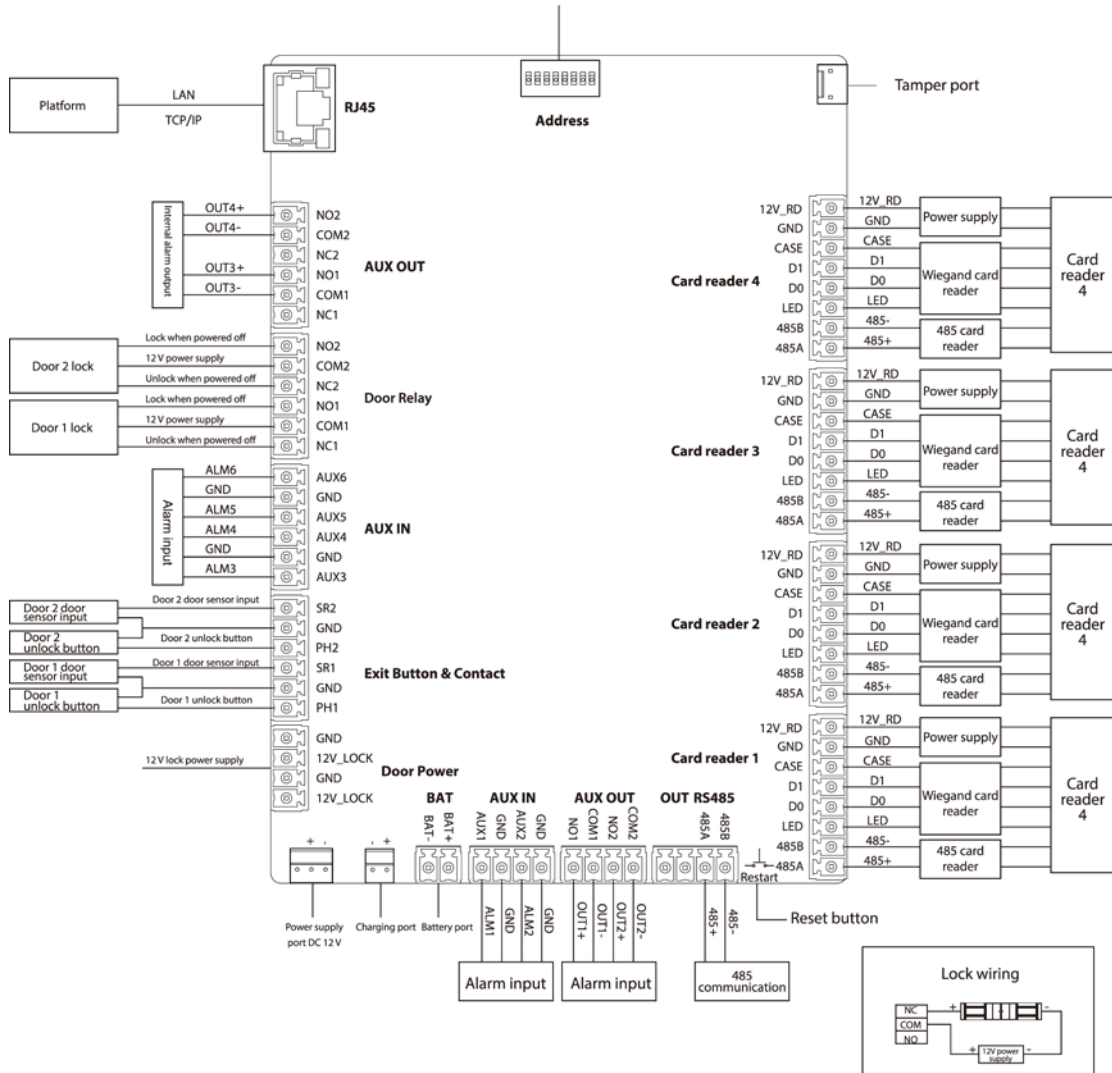 Platform
LAN
TCP/IP
RJ45
Address
Tamper port
Internal alarm output
OUT4+
OUT4-
OUT3+
OUT3-
NO2
COM2
NC2
NO1
COM1
NC1
AUX OUT
Door 2 lock
Door 1 lock
Lock when powered off
12 V power supply
Unlock when powered off
Lock when powered off
12 V power supply
Unlock when powered off
NO2
COM2
NC2
NO1
COM1
NC1
Door Relay
Alarm input
ALM6
GND
ALM5
ALM4
GND
ALM3
AUX6
GND
AUX5
AUX4
GND
AUX3
AUX IN
Door 2 door
sensor input
Door 2
unlock button
Door 1 door
sensor input
Door 1
unlock button
Door 2 door sensor input
Door 2 unlock button
Door 1 door sensor input
Door 1 unlock button
SR2
GND
PH2
SR1
GND
PH1
Exit Button & Contact
12 V lock power supply
GND
12V_LOCK
GND
12V_LOCK
Door Power
Card reader 4
12V_RD
GND
CASE
D1
D0
LED
485B
485A
12V_RD
GND
CASE
D1
D0
LED
485-
485+
Power supply
Wiegand card
reader
485 card
reader
Card
reader
4
Card reader 3
12V_RD
GND
CASE
D1
D0
LED
485B
485A
12V_RD
GND
CASE
D1
D0
LED
485-
485+
Power supply
Wiegand card
reader
485 card
reader
Card
reader
4
Card reader 2
12V_RD
GND
CASE
D1
D0
LED
485B
485A
12V_RD
GND
CASE
D1
D0
LED
485-
485+
Power supply
Wiegand card
reader
485 card
reader
Card
reader
4
Card reader 1
12V_RD
GND
CASE
D1
D0
LED
485B
485A
12V_RD
GND
CASE
D1
D0
LED
485-
485+
Power supply
Wiegand card
reader
485 card
reader
Card
reader
4
BAT
AUX IN
AUX OUT
OUT RS485
BAT-
BAT+
AUX1
GND
AUX2
GND
NO1
COM1
NO2
COM2
485A
485B
+ -
- +
Restart
Reset button
Power supply
port DC 12 V
Charging port
Battery port
ALM1
GND
ALM2
GND
OUT1+
OUT1-
OUT2+
OUT2-
485+
485-
Alarm input
Alarm input
485
communication
Lock wiring
NC
COM
NO
+ -
+ -
12V power
supply